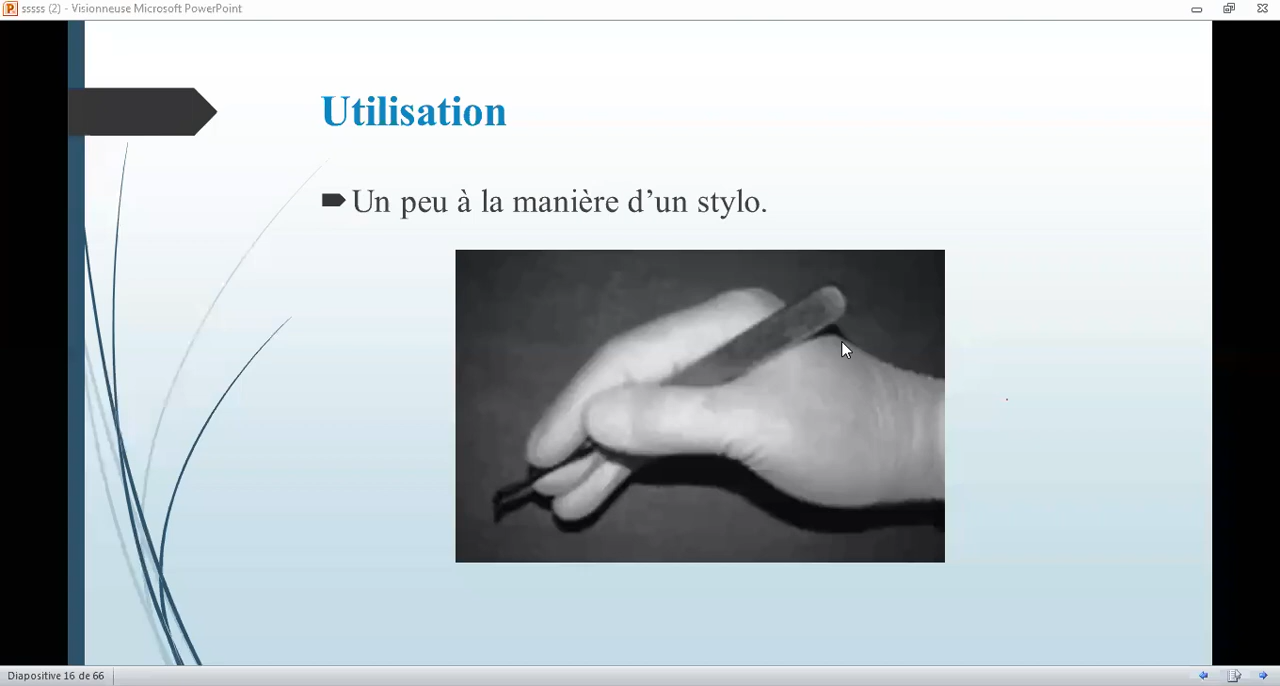 sssss (2) - Visionneuse Microsoft PowerPoint
Utilisation
Un peu à la manière d’un stylo.
Diapositive 16 de 66